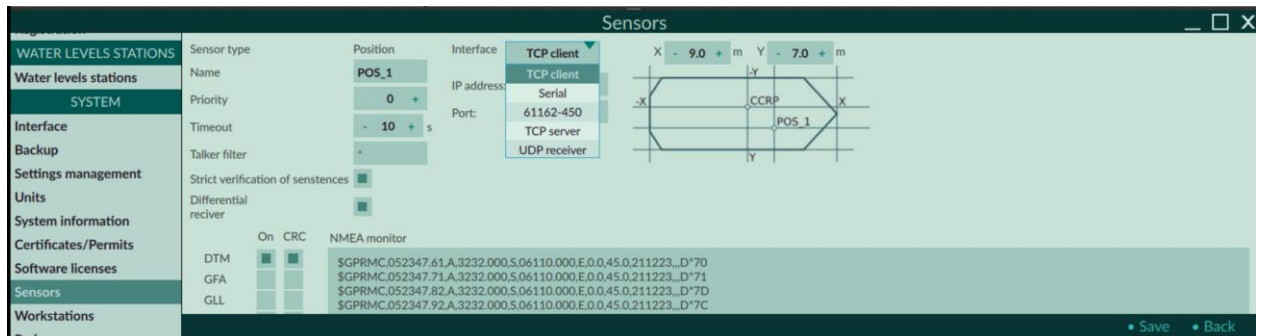 Sensors
WATER LEVELS STATIONS
Water levels stations
SYSTEM
Interface
Backup
Settings management
Units
System information
Certificates/Permits
Software licenses
Sensors
Workstations
Sensor type
Position
Name
POS_1
Priority
0 +
Timeout
- 10 + s
Talker filter
*
Strict verification of senstences
Differential
reciver
Interface
TCP client
IP address:
Port:
TCP client
Serial
61162-450
TCP server
UDP receiver
X - 9.0 + m Y - 7.0 + m
-Y
-X
CCRP
X
POS_1
Y
On CRC
NMEA monitor
DTM
GFA
GLL
$GPRMC,052347.61,A,3232.000,S,06110.000,E,0.0,45.0,211223,,,D*70
$GPRMC,052347.71,A,3232.000,S,06110.000,E,0.0,45.0,211223,,,D*71
$GPRMC,052347.82,A,3232.000,S,06110.000,E,0.0,45.0,211223,,,D*7D
$GPRMC,052347.92,A,3232.000,S,06110.000,E,0.0,45.0,211223,,,D*7C
• Save • Back